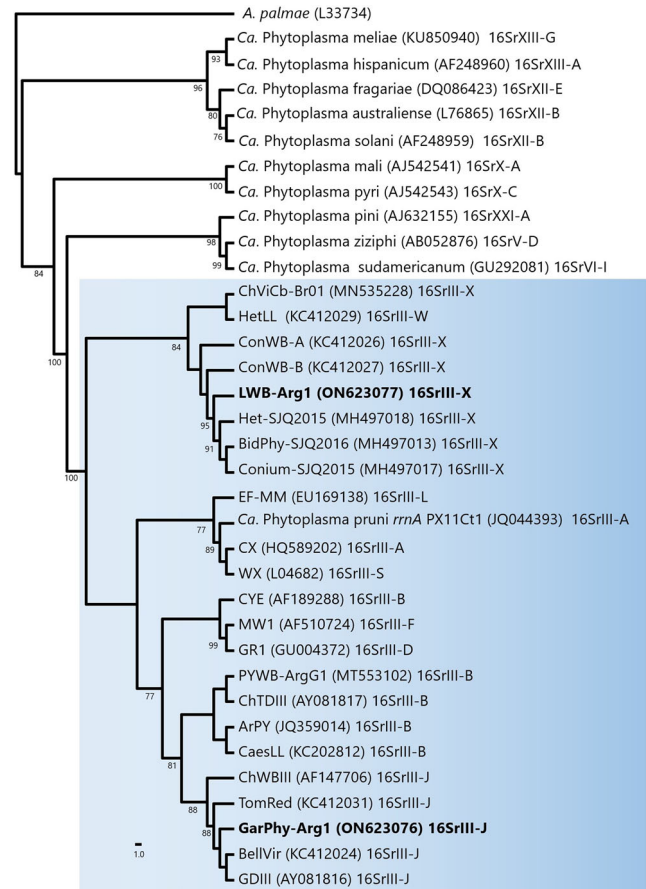 A. palmae (L33734)
Ca. Phytoplasma meliae (KU850940) 16SrXIII-G
93
Ca. Phytoplasma hispanicum (AF248960) 16SrXIII-A
96
Ca. Phytoplasma fragariae (DQ086423) 16SrXII-E
80
Ca. Phytoplasma australiense (L76865) 16SrXII-B
76
Ca. Phytoplasma solani (AF248959) 16SrXII-B
Ca. Phytoplasma mali (AJ542541) 16SrX-A
100
Ca. Phytoplasma pyri (AJ542543) 16SrX-C
Ca. Phytoplasma pini (AJ632155) 16SrXXI-A
98
Ca. Phytoplasma ziziphi (AB052876) 16SrV-D
99
Ca. Phytoplasma sudamericanum (GU292081) 16SrVI-I
84
ChViCb-Br01 (MN535228) 16SrIII-X
HetLL (KC412029) 16SrIII-W
84
ConWB-A (KC412026) 16SrIII-X
100
ConWB-B (KC412027) 16SrIII-X
LWB-Arg1 (ON623077) 16SrIII-X
Het-SJQ2015 (MH497018) 16SrIII-X
95
BidPhy-SJQ2016 (MH497013) 16SrIII-X
91
Conium-SJQ2015 (MH497017) 16SrIII-X
100
EF-MM (EU169138) 16SrIII-L
Ca. Phytoplasma pruni rrnA PX11Ct1 (JQ044393) 16SrIII-A
77
CX (HQ589202) 16SrIII-A
89
WX (L04682) 16SrIII-S
CYE (AF189288) 16SrIII-B
MW1 (AF510724) 16SrIII-F
99
GR1 (GU004372) 16SrIII-D
PYWB-ArgG1 (MT553102) 16SrIII-B
77
ChTDIII (AY081817) 16SrIII-B
ArPY (JQ359014) 16SrIII-B
CaesLL (KC202812) 16SrIII-B
81
ChWBIII (AF147706) 16SrIII-J
TomRed (KC412031) 16SrIII-J
88
GarPhy-Arg1 (ON623076) 16SrIII-J
88
BellVir (KC412024) 16SrIII-J
1.0
GDIII (AY081816) 16SrIII-J